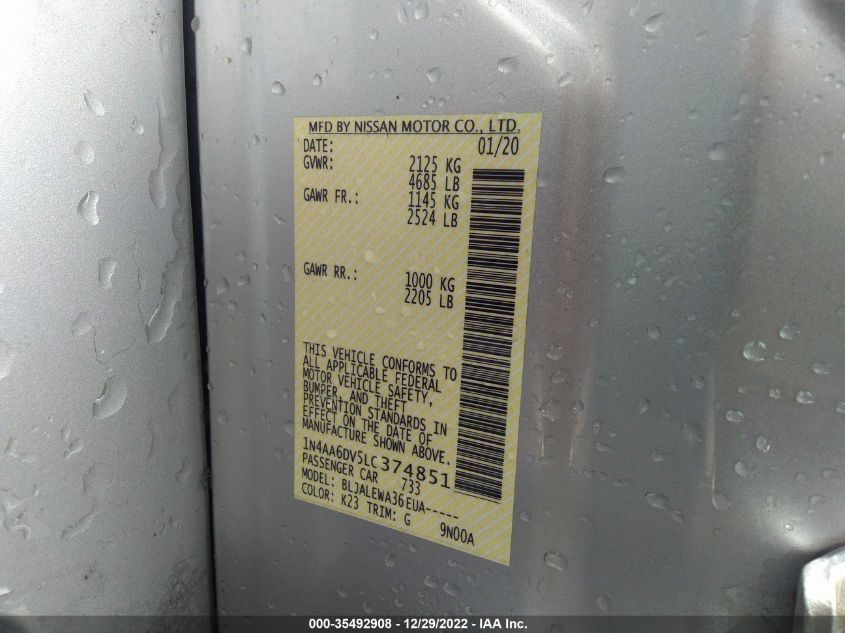 MFD BY NISSAN MOTOR CO., LTD.
DATE: 01/20
GVWR: 2125 KG
4685 LB
GAWR FR.: 1145 KG
2524 LB
GAWR RR.: 1000 KG
2205 LB
THIS VEHICLE CONFORMS TO
ALL APPLICABLE FEDERAL
MOTOR VEHICLE SAFETY,
BUMPER, AND THEFT
PREVENTION STANDARDS IN
EFFECT ON THE DATE OF
MANUFACTURE SHOWN ABOVE.
1N4AA6DV5LC374851
PASSENGER CAR 733
MODEL: BLJALEWA36EUA-----
COLOR: K23 TRIM: G 9N00A
000-35492908 - 12/29/2022 - IAA Inc.